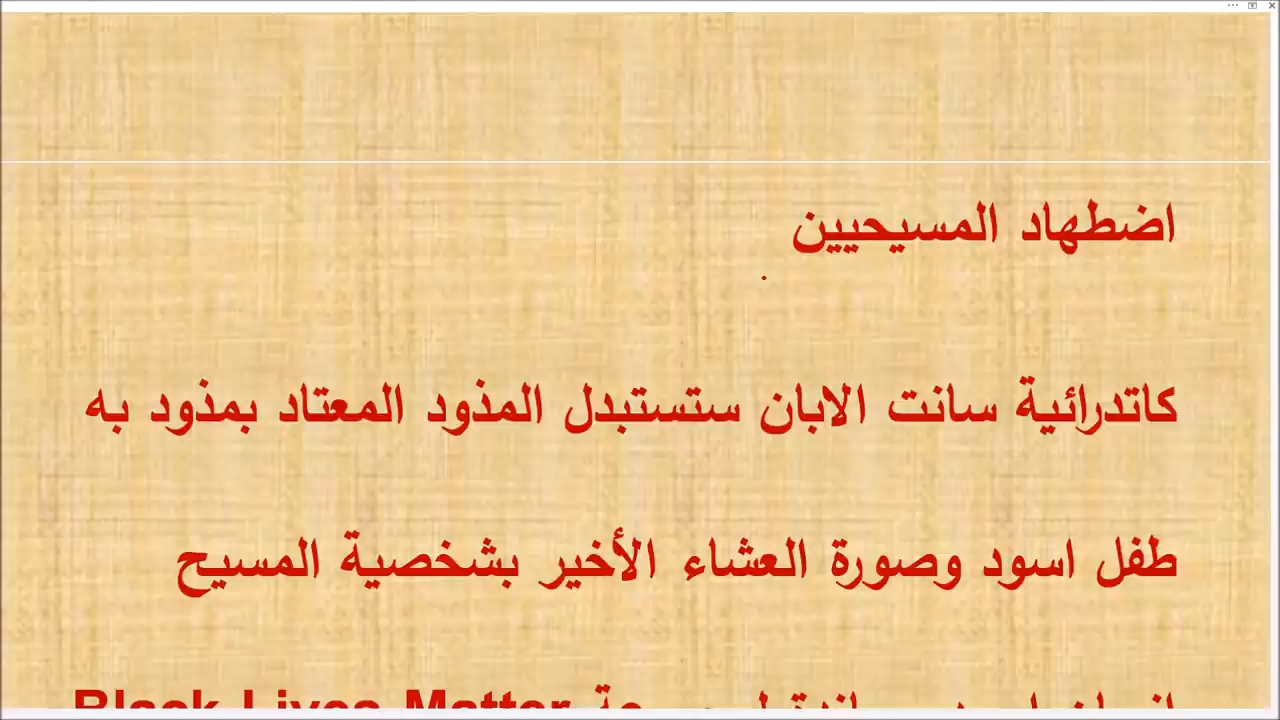 اضطهاد المسيحيين
كاتدرائية سانت الابان ستستبدل المذود المعتاد بمذود به
طفل اسود وصورة العشاء الأخير بشخصية المسيح
Black Lives Matter